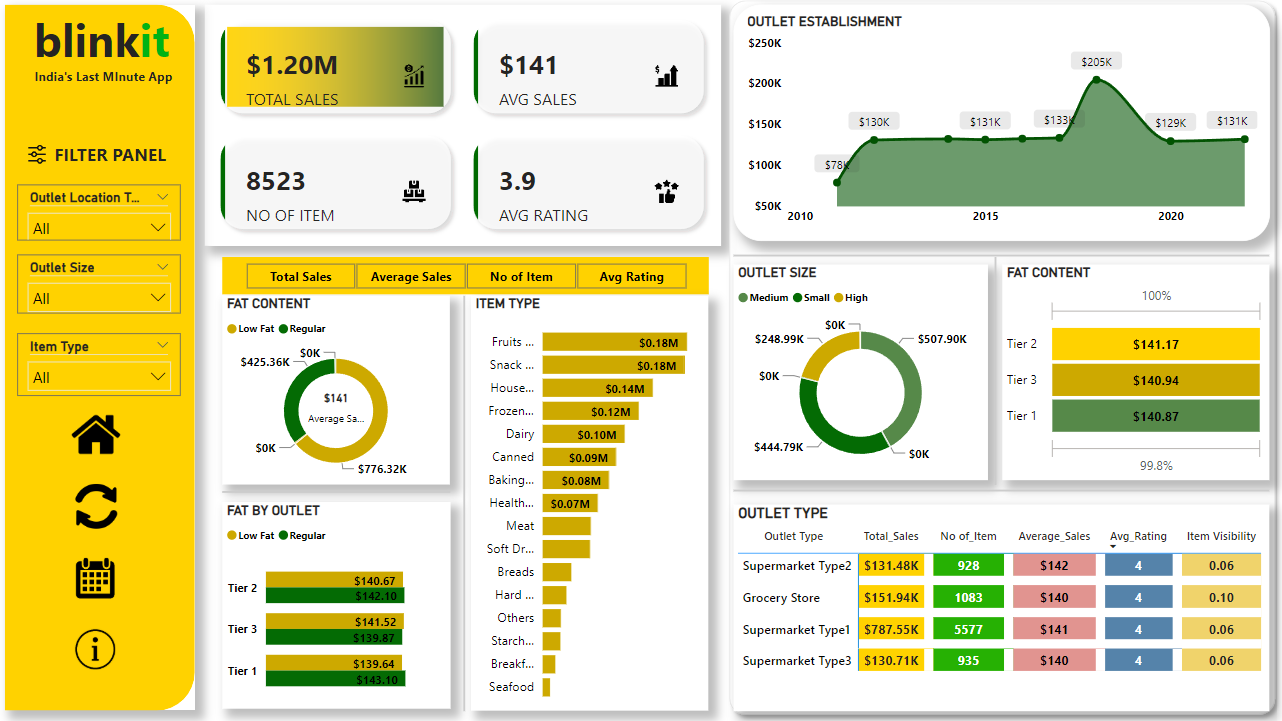 blinkit
India's Last MInute App
FILTER PANEL
Outlet Location T...
All
Outlet Size
All
Item Type
All
$1.20M
TOTAL SALES
$141
AVG SALES
8523
NO OF ITEM
3.9
AVG RATING
OUTLET ESTABLISHMENT
$250K
$200K
$150K
$100K
$50K
$78K
$130K
$131K
$133K
$205K
$129K
$131K
2010
2015
2020
Total Sales
Average Sales
No of Item
Avg Rating
FAT CONTENT
Low Fat
Regular
$0K
$425.36K
$141
Average Sa...
$0K
$776.32K
FAT BY OUTLET
Low Fat
Regular
Tier 2
$140.67
$142.10
Tier 3
$141.52
$139.87
Tier 1
$139.64
$143.10
ITEM TYPE
Fruits ...
$0.18M
Snack ...
$0.18M
House...
$0.14M
Frozen...
$0.12M
Dairy
$0.10M
Canned
$0.09M
Baking...
$0.08M
Health...
$0.07M
Meat
Soft Dr...
Breads
Hard ...
Others
Starch...
Breakf...
Seafood
OUTLET SIZE
Medium
Small
High
$0K
$248.99K
$507.90K
$0K
$444.79K
$0K
FAT CONTENT
100%
Tier 2
$141.17
Tier 3
$140.94
Tier 1
$140.87
99.8%
OUTLET TYPE
Outlet Type Total_Sales No of_Item Average_Sales Avg_Rating Item Visibility
Supermarket Type2 $131.48K 928 $142 4 0.06
Grocery Store $151.94K 1083 $140 4 0.10
Supermarket Type1 $787.55K 5577 $141 4 0.06
Supermarket Type3 $130.71K 935 $140 4 0.06